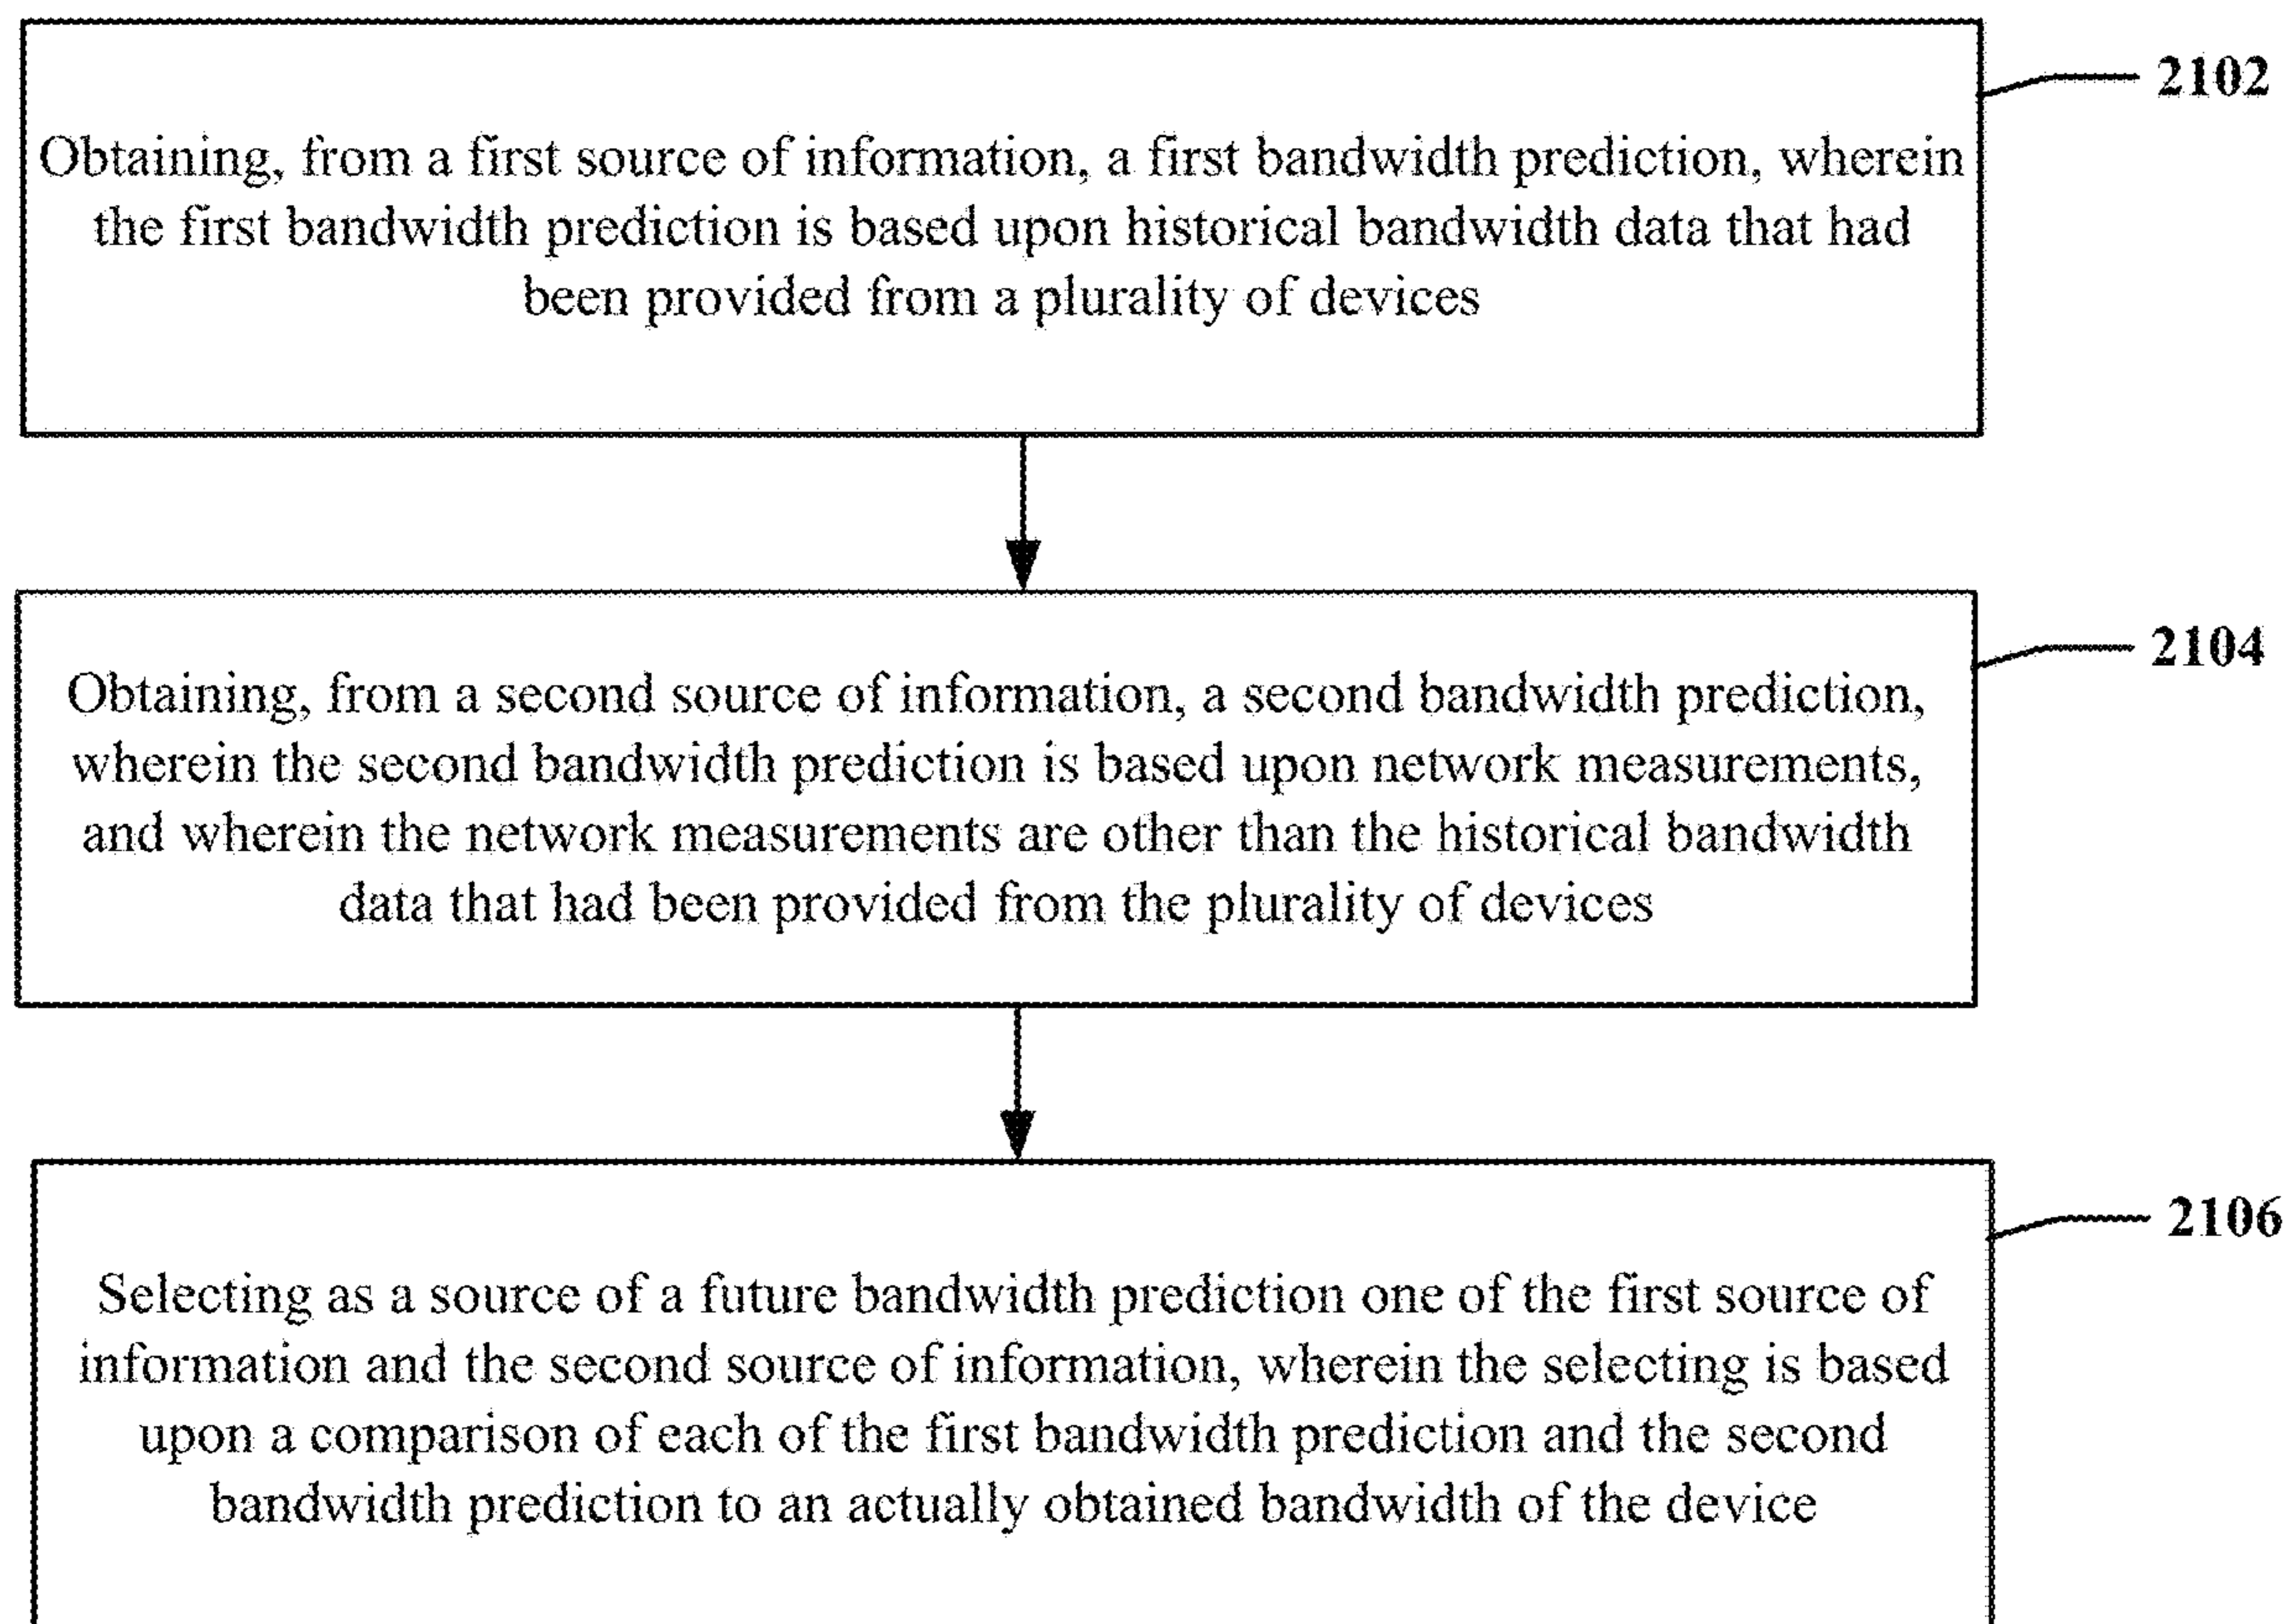 2102
Obtaining, from a first source of information, a first bandwidth prediction, wherein
the first bandwidth prediction is based upon historical bandwidth data that had
been provided from a plurality of devices
2104
Obtaining, from a second source of information, a second bandwidth prediction,
wherein the second bandwidth prediction is based upon network measurements,
and wherein the network measurements are other than the historical bandwidth
data that had been provided from the plurality of devices
2106
Selecting as a source of a future bandwidth prediction one of the first source of
information and the second source of information, wherein the selecting is based
upon a comparison of each of the first bandwidth prediction and the second
bandwidth prediction to an actually obtained bandwidth of the device